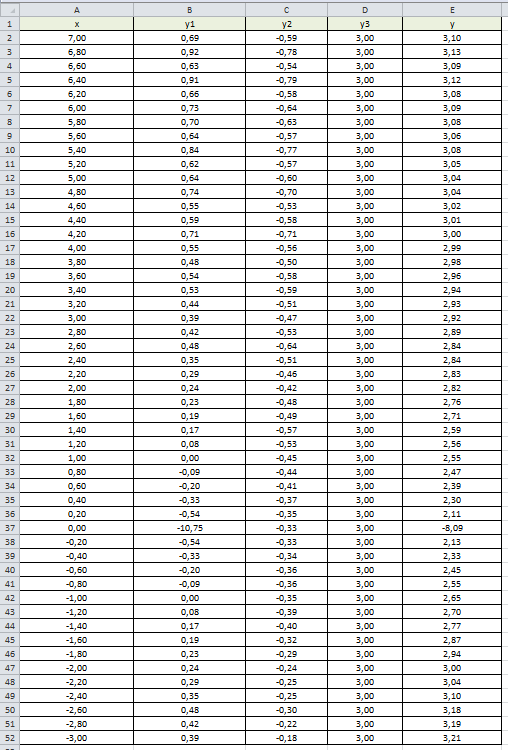 A B C D E
1 x y1 y2 y3 y
2 7,00 0,69 -0,59 3,00 3,10
3 6,80 0,92 -0,78 3,00 3,13
4 6,60 0,63 -0,54 3,00 3,09
5 6,40 0,91 -0,79 3,00 3,12
6 6,20 0,66 -0,58 3,00 3,08
7 6,00 0,73 -0,64 3,00 3,09
8 5,80 0,70 -0,63 3,00 3,08
9 5,60 0,64 -0,57 3,00 3,06
10 5,40 0,84 -0,77 3,00 3,08
11 5,20 0,62 -0,57 3,00 3,05
12 5,00 0,64 -0,60 3,00 3,04
13 4,80 0,74 -0,70 3,00 3,04
14 4,60 0,55 -0,53 3,00 3,02
15 4,40 0,59 -0,58 3,00 3,01
16 4,20 0,71 -0,71 3,00 3,00
17 4,00 0,55 -0,56 3,00 2,99
18 3,80 0,48 -0,50 3,00 2,98
19 3,60 0,54 -0,58 3,00 2,96
20 3,40 0,53 -0,59 3,00 2,94
21 3,20 0,44 -0,51 3,00 2,93
22 3,00 0,39 -0,47 3,00 2,92
23 2,80 0,42 -0,53 3,00 2,89
24 2,60 0,48 -0,64 3,00 2,84
25 2,40 0,35 -0,51 3,00 2,84
26 2,20 0,29 -0,46 3,00 2,83
27 2,00 0,24 -0,42 3,00 2,82
28 1,80 0,23 -0,48 3,00 2,76
29 1,60 0,19 -0,49 3,00 2,71
30 1,40 0,17 -0,57 3,00 2,59
31 1,20 0,08 -0,53 3,00 2,56
32 1,00 0,00 -0,45 3,00 2,55
33 0,80 -0,09 -0,44 3,00 2,47
34 0,60 -0,20 -0,41 3,00 2,39
35 0,40 -0,33 -0,37 3,00 2,30
36 0,20 -0,54 -0,35 3,00 2,11
37 0,00 -10,75 -0,33 3,00 -8,09
38 -0,20 -0,54 -0,33 3,00 2,13
39 -0,40 -0,33 -0,34 3,00 2,33
40 -0,60 -0,20 -0,36 3,00 2,45
41 -0,80 -0,09 -0,36 3,00 2,55
42 -1,00 0,00 -0,35 3,00 2,65
43 -1,20 0,08 -0,39 3,00 2,70
44 -1,40 0,17 -0,40 3,00 2,77
45 -1,60 0,19 -0,32 3,00 2,87
46 -1,80 0,23 -0,29 3,00 2,94
47 -2,00 0,24 -0,24 3,00 3,00
48 -2,20 0,29 -0,25 3,00 3,04
49 -2,40 0,35 -0,25 3,00 3,10
50 -2,60 0,48 -0,30 3,00 3,18
51 -2,80 0,42 -0,22 3,00 3,19
52 -3,00 0,39 -0,18 3,00 3,21